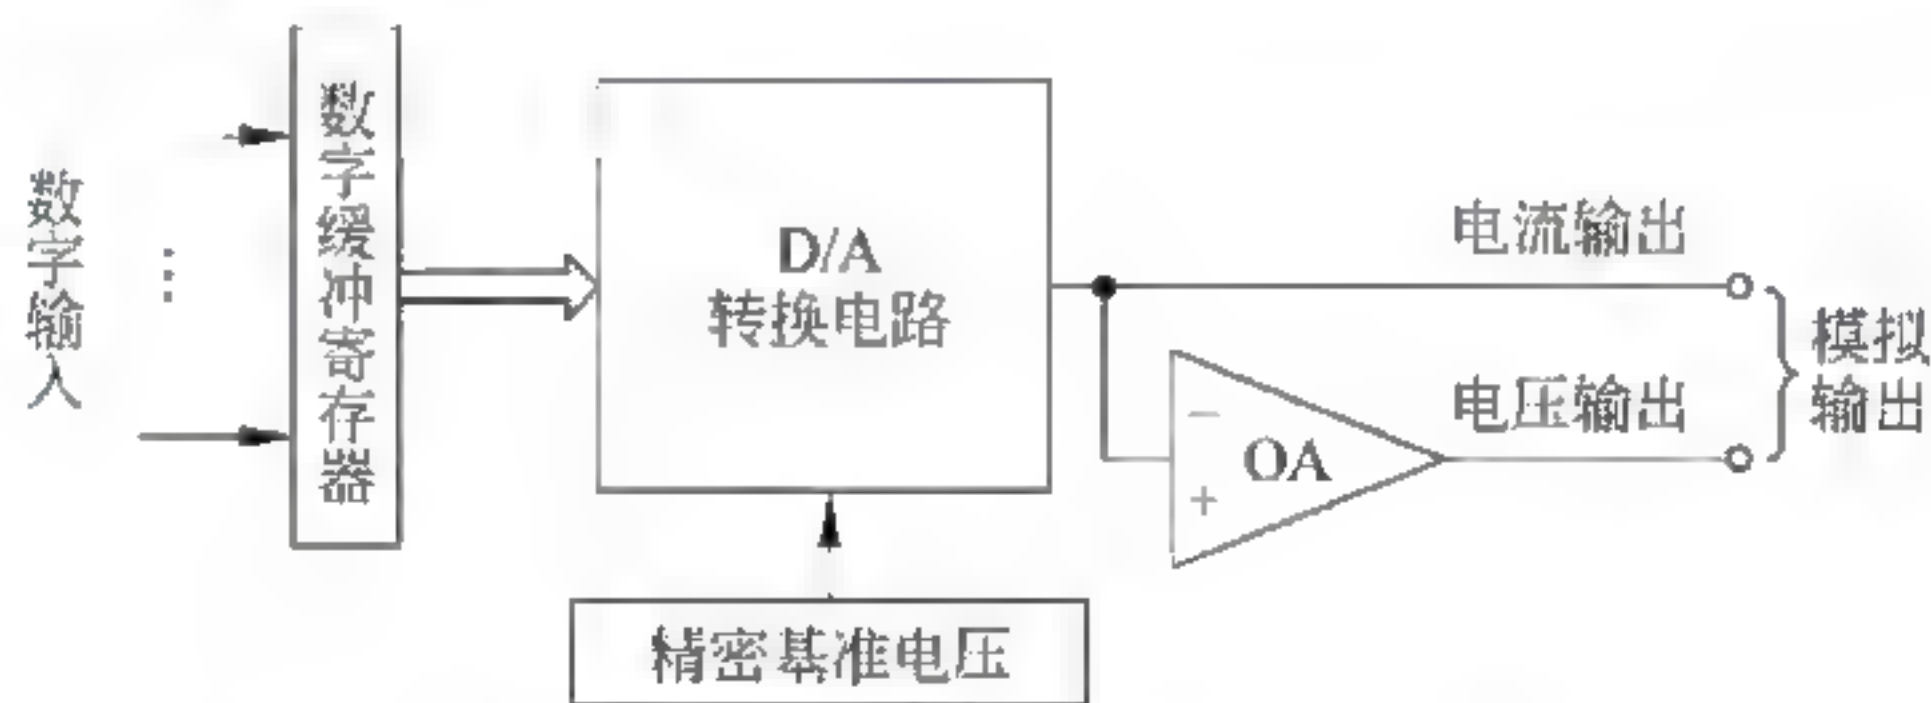 数字输入
⋮
数字缓冲寄存器
D/A
转换电路
电流输出
电压输出
模拟
输出
−
+
OA
精密基准电压